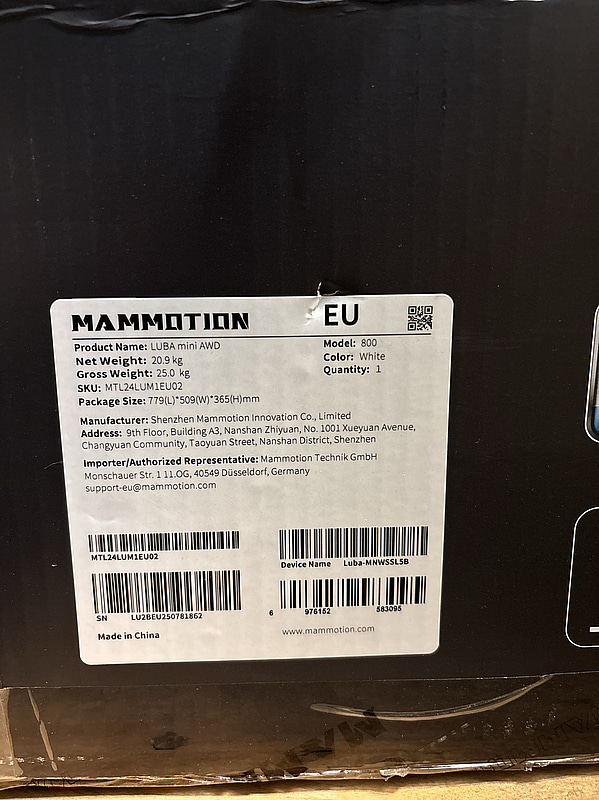 MAMMOTION
EU
Product Name: LUBA mini AWD
Net Weight: 20.9 kg
Gross Weight: 25.0 kg
SKU: MTL24LUM1EU02
Package Size: 779(L)*509(W)*365(H)mm
Model: 800
Color: White
Quantity: 1
Manufacturer: Shenzhen Mammotion Innovation Co., Limited
Address: 9th Floor, Building A3, Nanshan Zhiyuan, No. 1001 Xueyuan Avenue,
Changyuan Community, Taoyuan Street, Nanshan District, Shenzhen
Importer/Authorized Representative: Mammotion Technik GmbH
Monschauer Str. 1 11.OG, 40549 Düsseldorf, Germany
support-eu@mammotion.com
MTL24LUM1EU02
Device Name Luba-MNWSSL5B
SN LU2BEU250781862
6 976152 583095
Made in China
www.mammotion.com